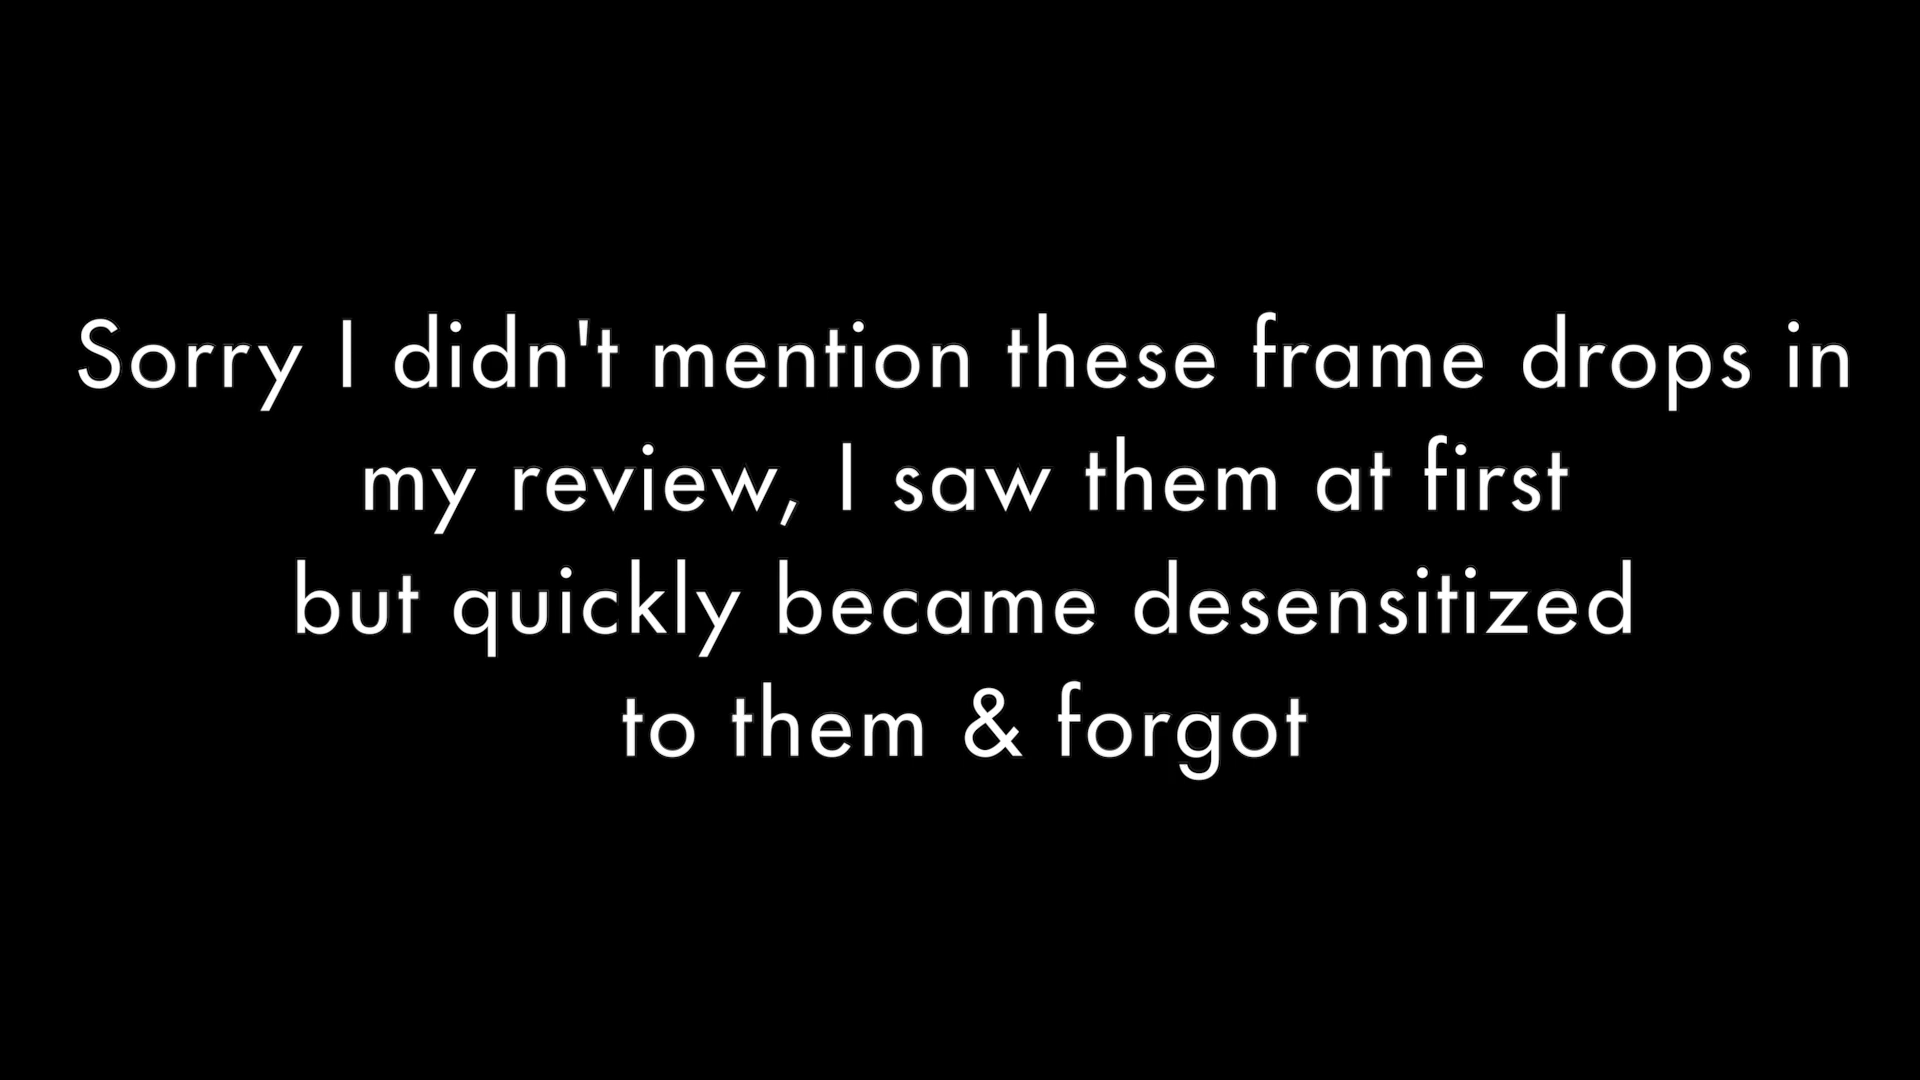 Sorry I didn't mention these frame drops in
my review, I saw them at first
but quickly became desensitized
to them & forgot